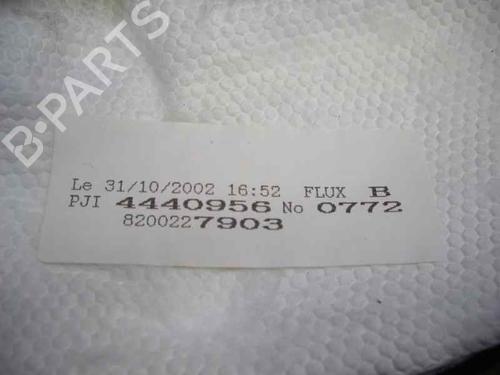 B-PARTS
Le 31/10/2002 16:52 FLUX B
PJI 4440956 No 0772
8200227903